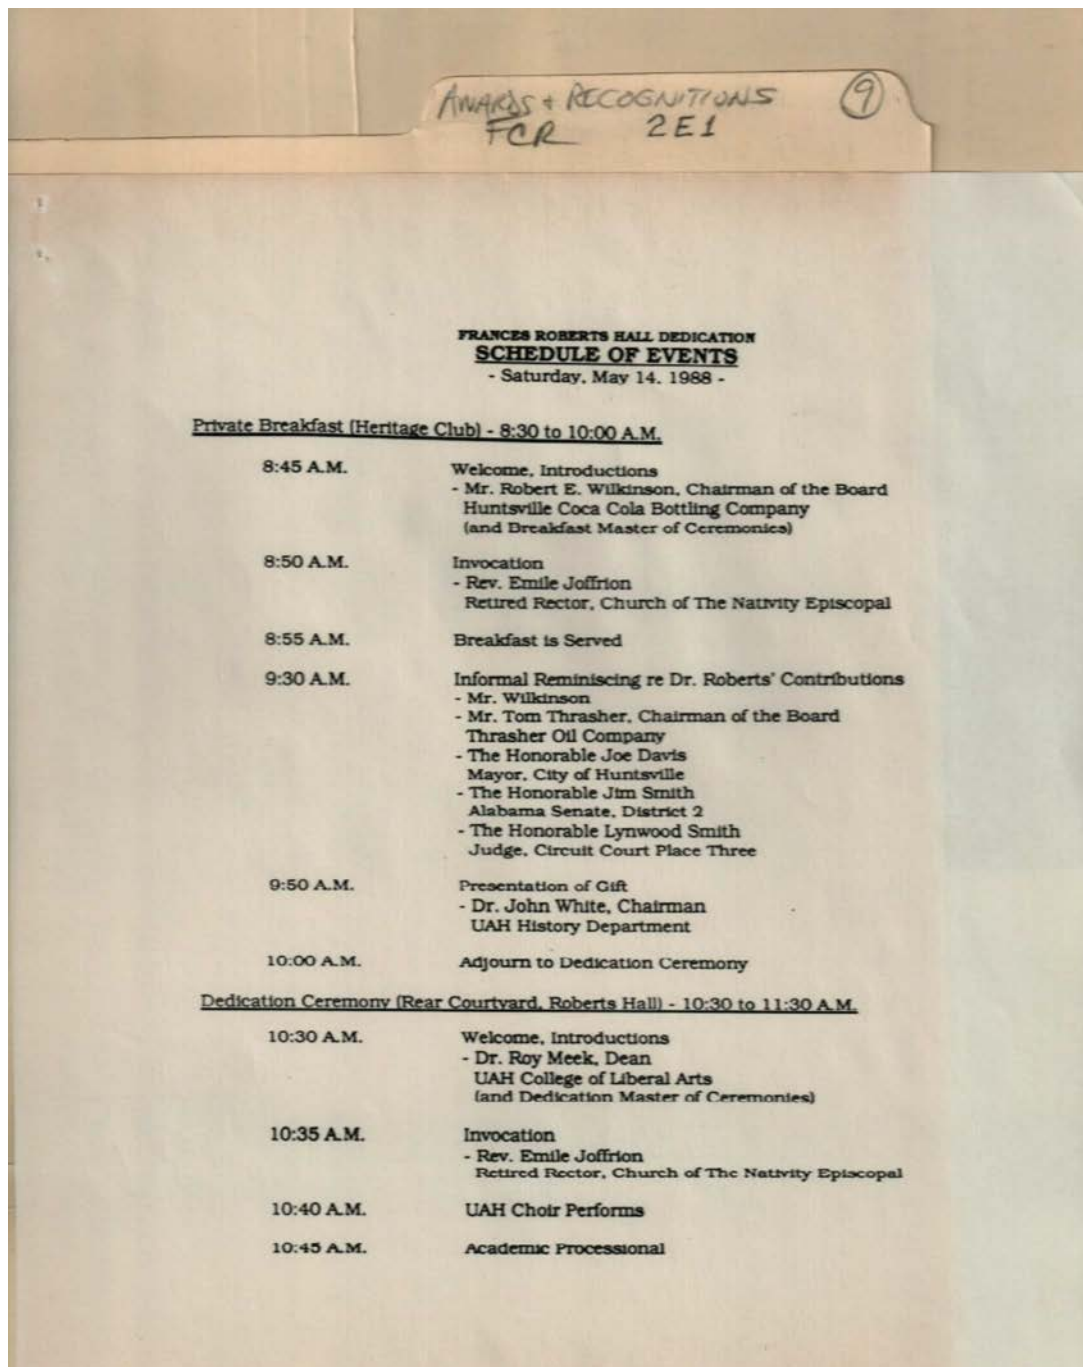 AWARDS + RECOGNITIONS 9
FCR 2E1
FRANCES ROBERTS HALL DEDICATION
SCHEDULE OF EVENTS
- Saturday, May 14, 1988 -
Private Breakfast (Heritage Club) - 8:30 to 10:00 A.M.
8:45 A.M. Welcome, Introductions
- Mr. Robert E. Wilkinson, Chairman of the Board
Huntsville Coca Cola Bottling Company
(and Breakfast Master of Ceremonies)
8:50 A.M. Invocation
- Rev. Emile Joffrion
Retired Rector, Church of The Nativity Episcopal
8:55 A.M. Breakfast is Served
9:30 A.M. Informal Reminiscing re Dr. Roberts' Contributions
- Mr. Wilkinson
- Mr. Tom Thrasher, Chairman of the Board
Thrasher Oil Company
- The Honorable Joe Davis
Mayor, City of Huntsville
- The Honorable Jim Smith
Alabama Senate, District 2
- The Honorable Lynwood Smith
Judge, Circuit Court Place Three
9:50 A.M. Presentation of Gift
- Dr. John White, Chairman
UAH History Department
10:00 A.M. Adjourn to Dedication Ceremony
Dedication Ceremony (Rear Courtyard, Roberts Hall) - 10:30 to 11:30 A.M.
10:30 A.M. Welcome, Introductions
- Dr. Roy Meek, Dean
UAH College of Liberal Arts
(and Dedication Master of Ceremonies)
10:35 A.M. Invocation
- Rev. Emile Joffrion
Retired Rector, Church of The Nativity Episcopal
10:40 A.M. UAH Choir Performs
10:45 A.M. Academic Processional